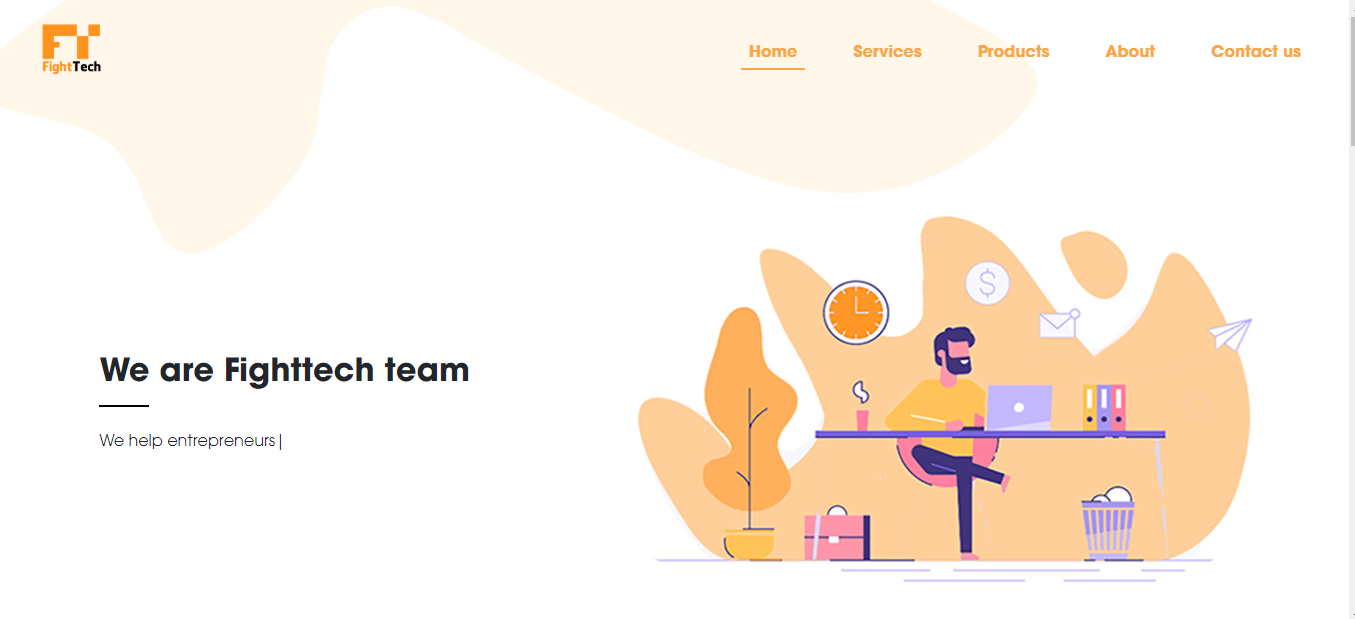 FT
FightTech
Home Services Products About Contact us
$
We are Fighttech team
We help entrepreneurs|